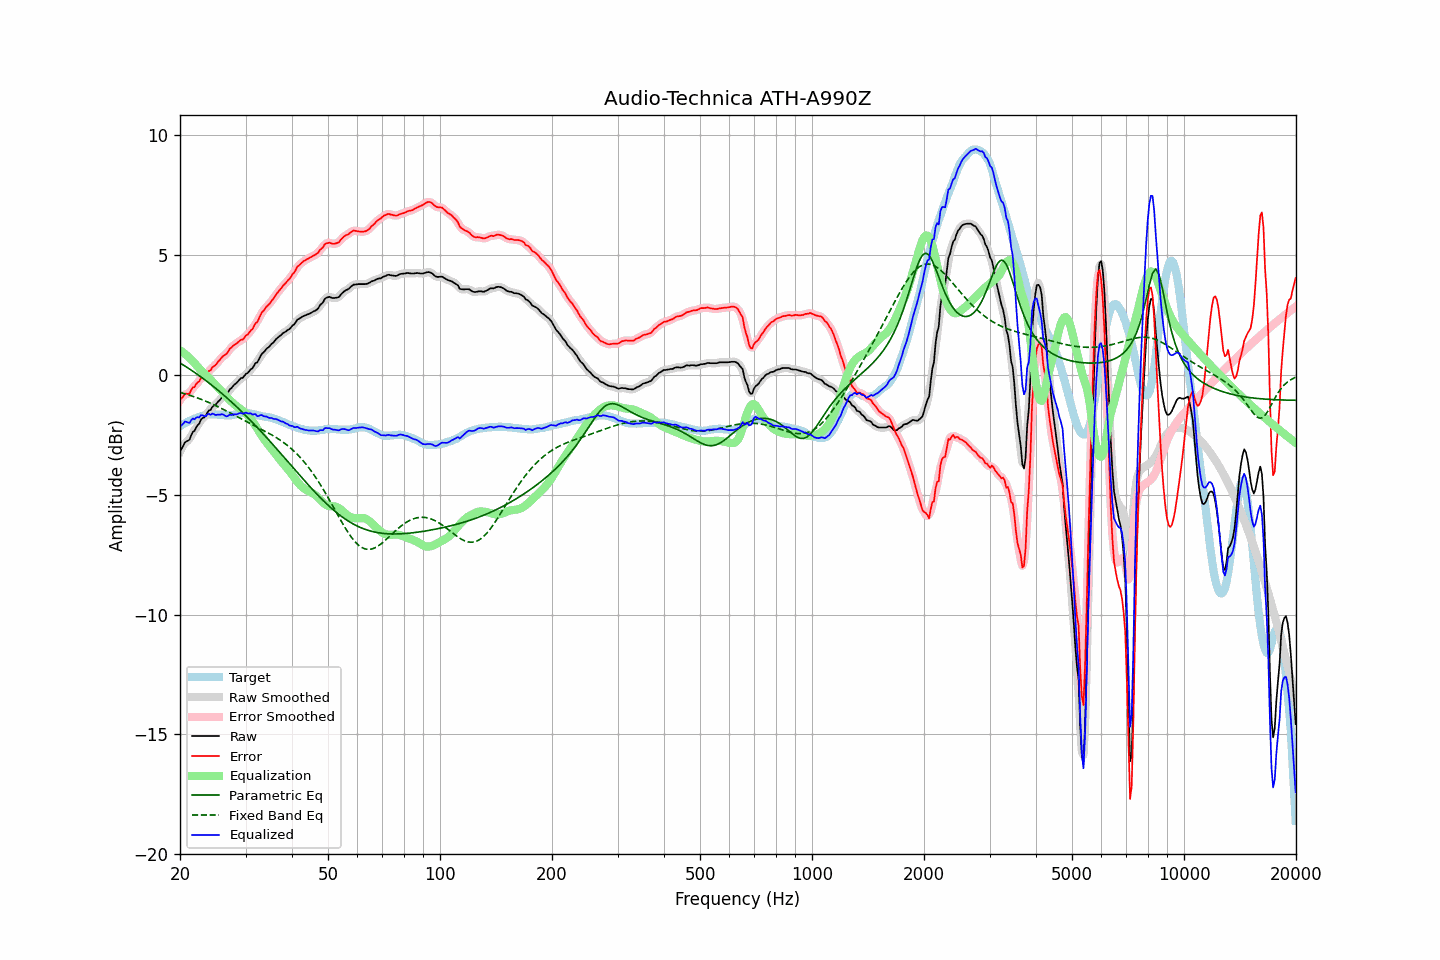 Audio-Technica ATH-A990Z
Amplitude (dBr)
10
5
0
−5
−10
−15
−20
Target
Raw Smoothed
Error Smoothed
Raw
Error
Equalization
Parametric Eq
Fixed Band Eq
Equalized
20 50 100 200 500 1000 2000 5000 10000 20000
Frequency (Hz)